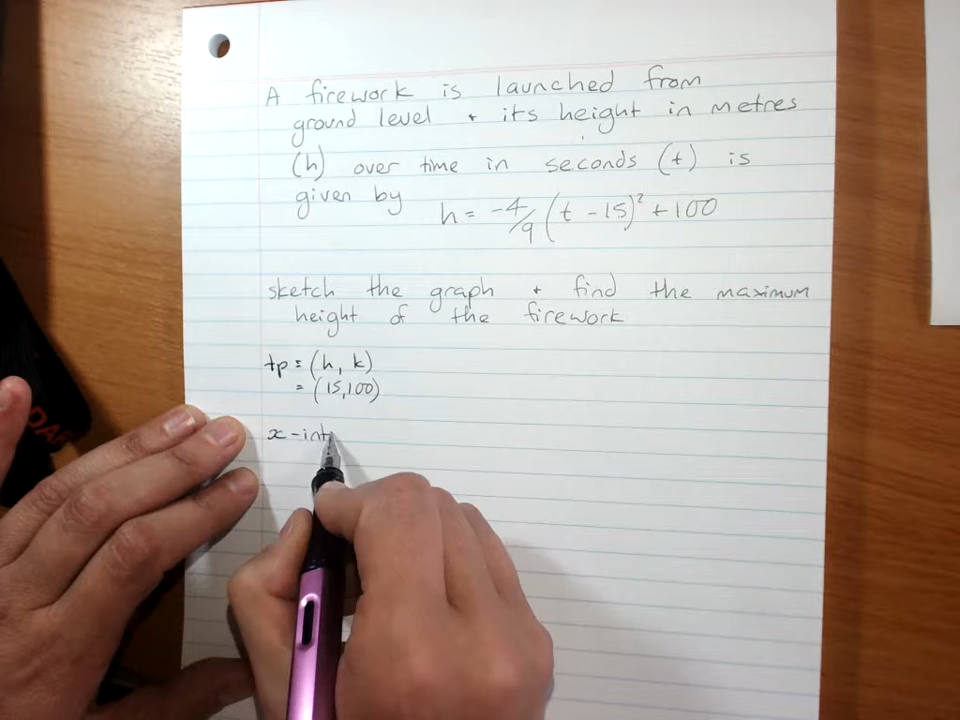 A firework is launched from
ground level + its height in metres
(h) over time in seconds (t) is
given by h = -4/9 (t - 15)² + 100
sketch the graph + find the maximum
height of the firework
tp = (h, k)
= (15, 100)
x-int